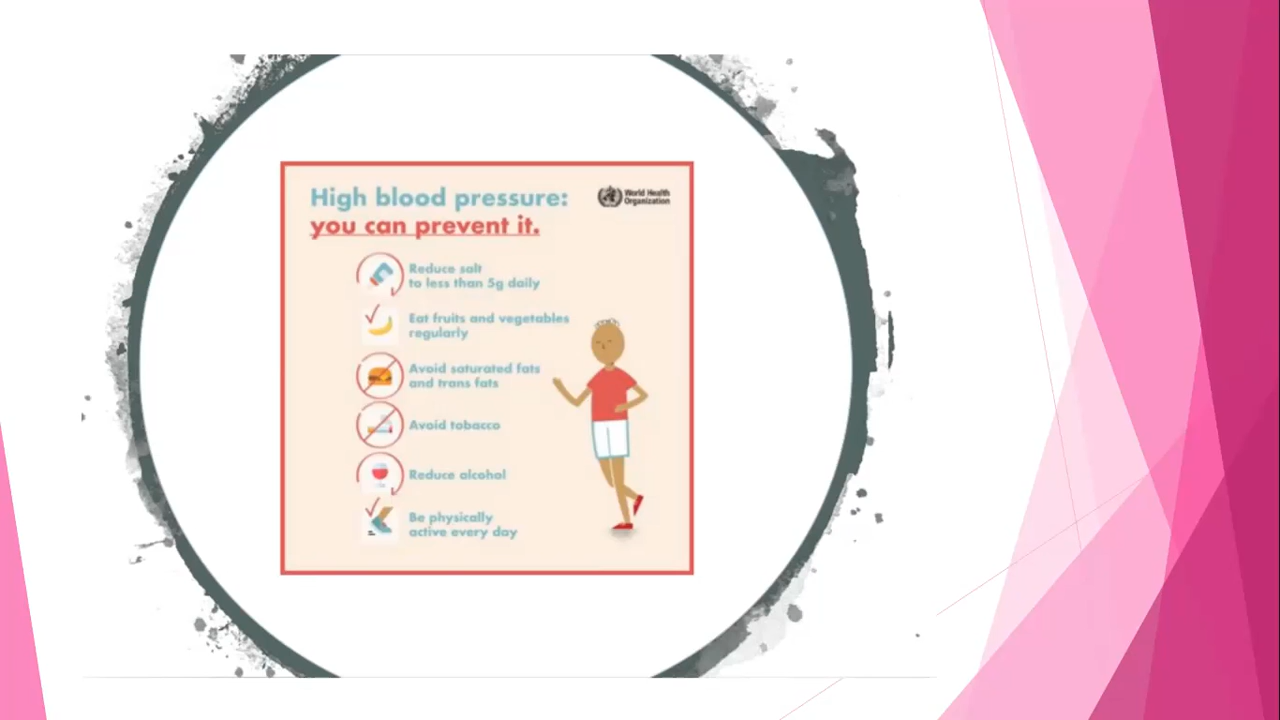 High blood pressure:
you can prevent it.
World Health
Organization
Reduce salt
to less than 5g daily
Eat fruits and vegetables
regularly
Avoid saturated fats
and trans fats
Avoid tobacco
Reduce alcohol
Be physically
active every day